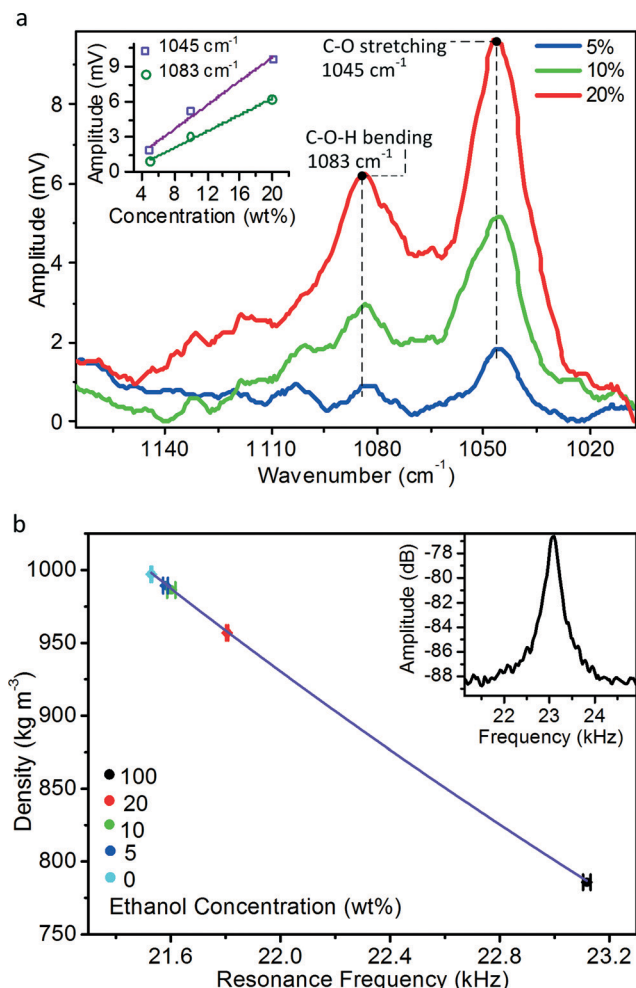 a
1045 cm⁻¹
1083 cm⁻¹
Amplitude (mV)
9
6
3
0
4 8 12 16 20
Concentration (wt%)
C-O stretching
1045 cm⁻¹
C-O-H bending
1083 cm⁻¹
5%
10%
20%
Amplitude (mV)
8
6
4
2
0
1140 1110 1080 1050 1020
Wavenumber (cm⁻¹)
b
Density (kg m⁻³)
1000
950
900
850
800
750
Amplitude (dB)
-78
-80
-82
-84
-86
-88
22 23 24
Frequency (kHz)
100
20
10
5
0
Ethanol Concentration (wt%)
21.6 22.0 22.4 22.8 23.2
Resonance Frequency (kHz)